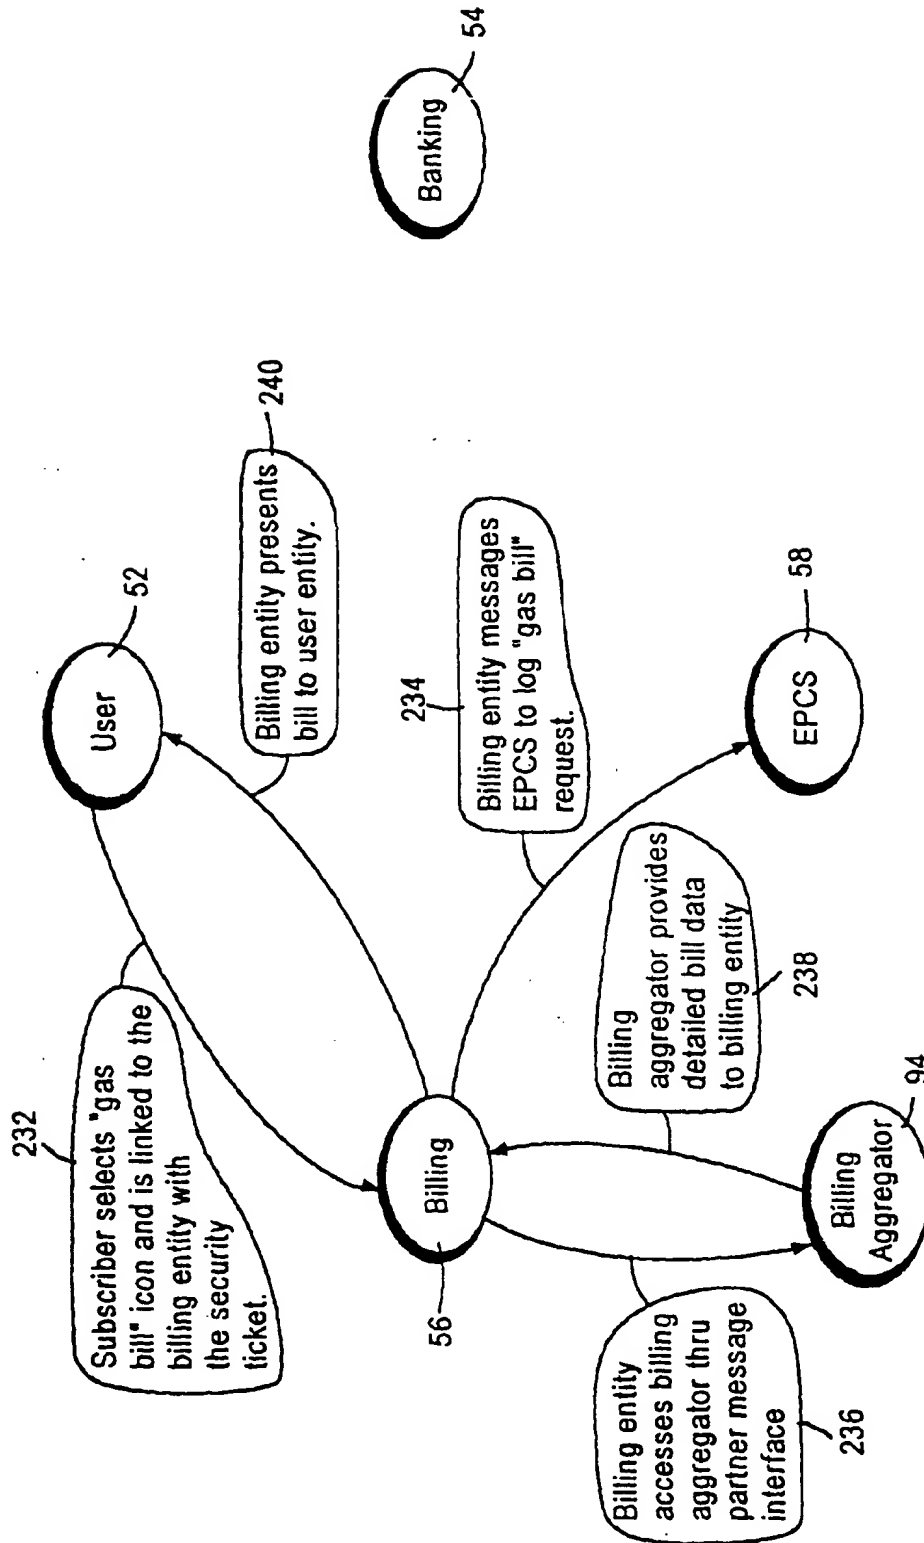 232
Subscriber selects "gas
bill" icon and is linked to the
billing entity with
the security
ticket.
User
52
Billing entity presents
bill to user entity.
240
Billing
56
Billing entity messages
EPCS to log "gas bill"
request.
234
Banking
54
Billing entity
accesses billing
aggregator thru
partner message
interface
236
Billing
aggregator provides
detailed bill data
to billing entity
238
Billing
Aggregator
94
EPCS
58